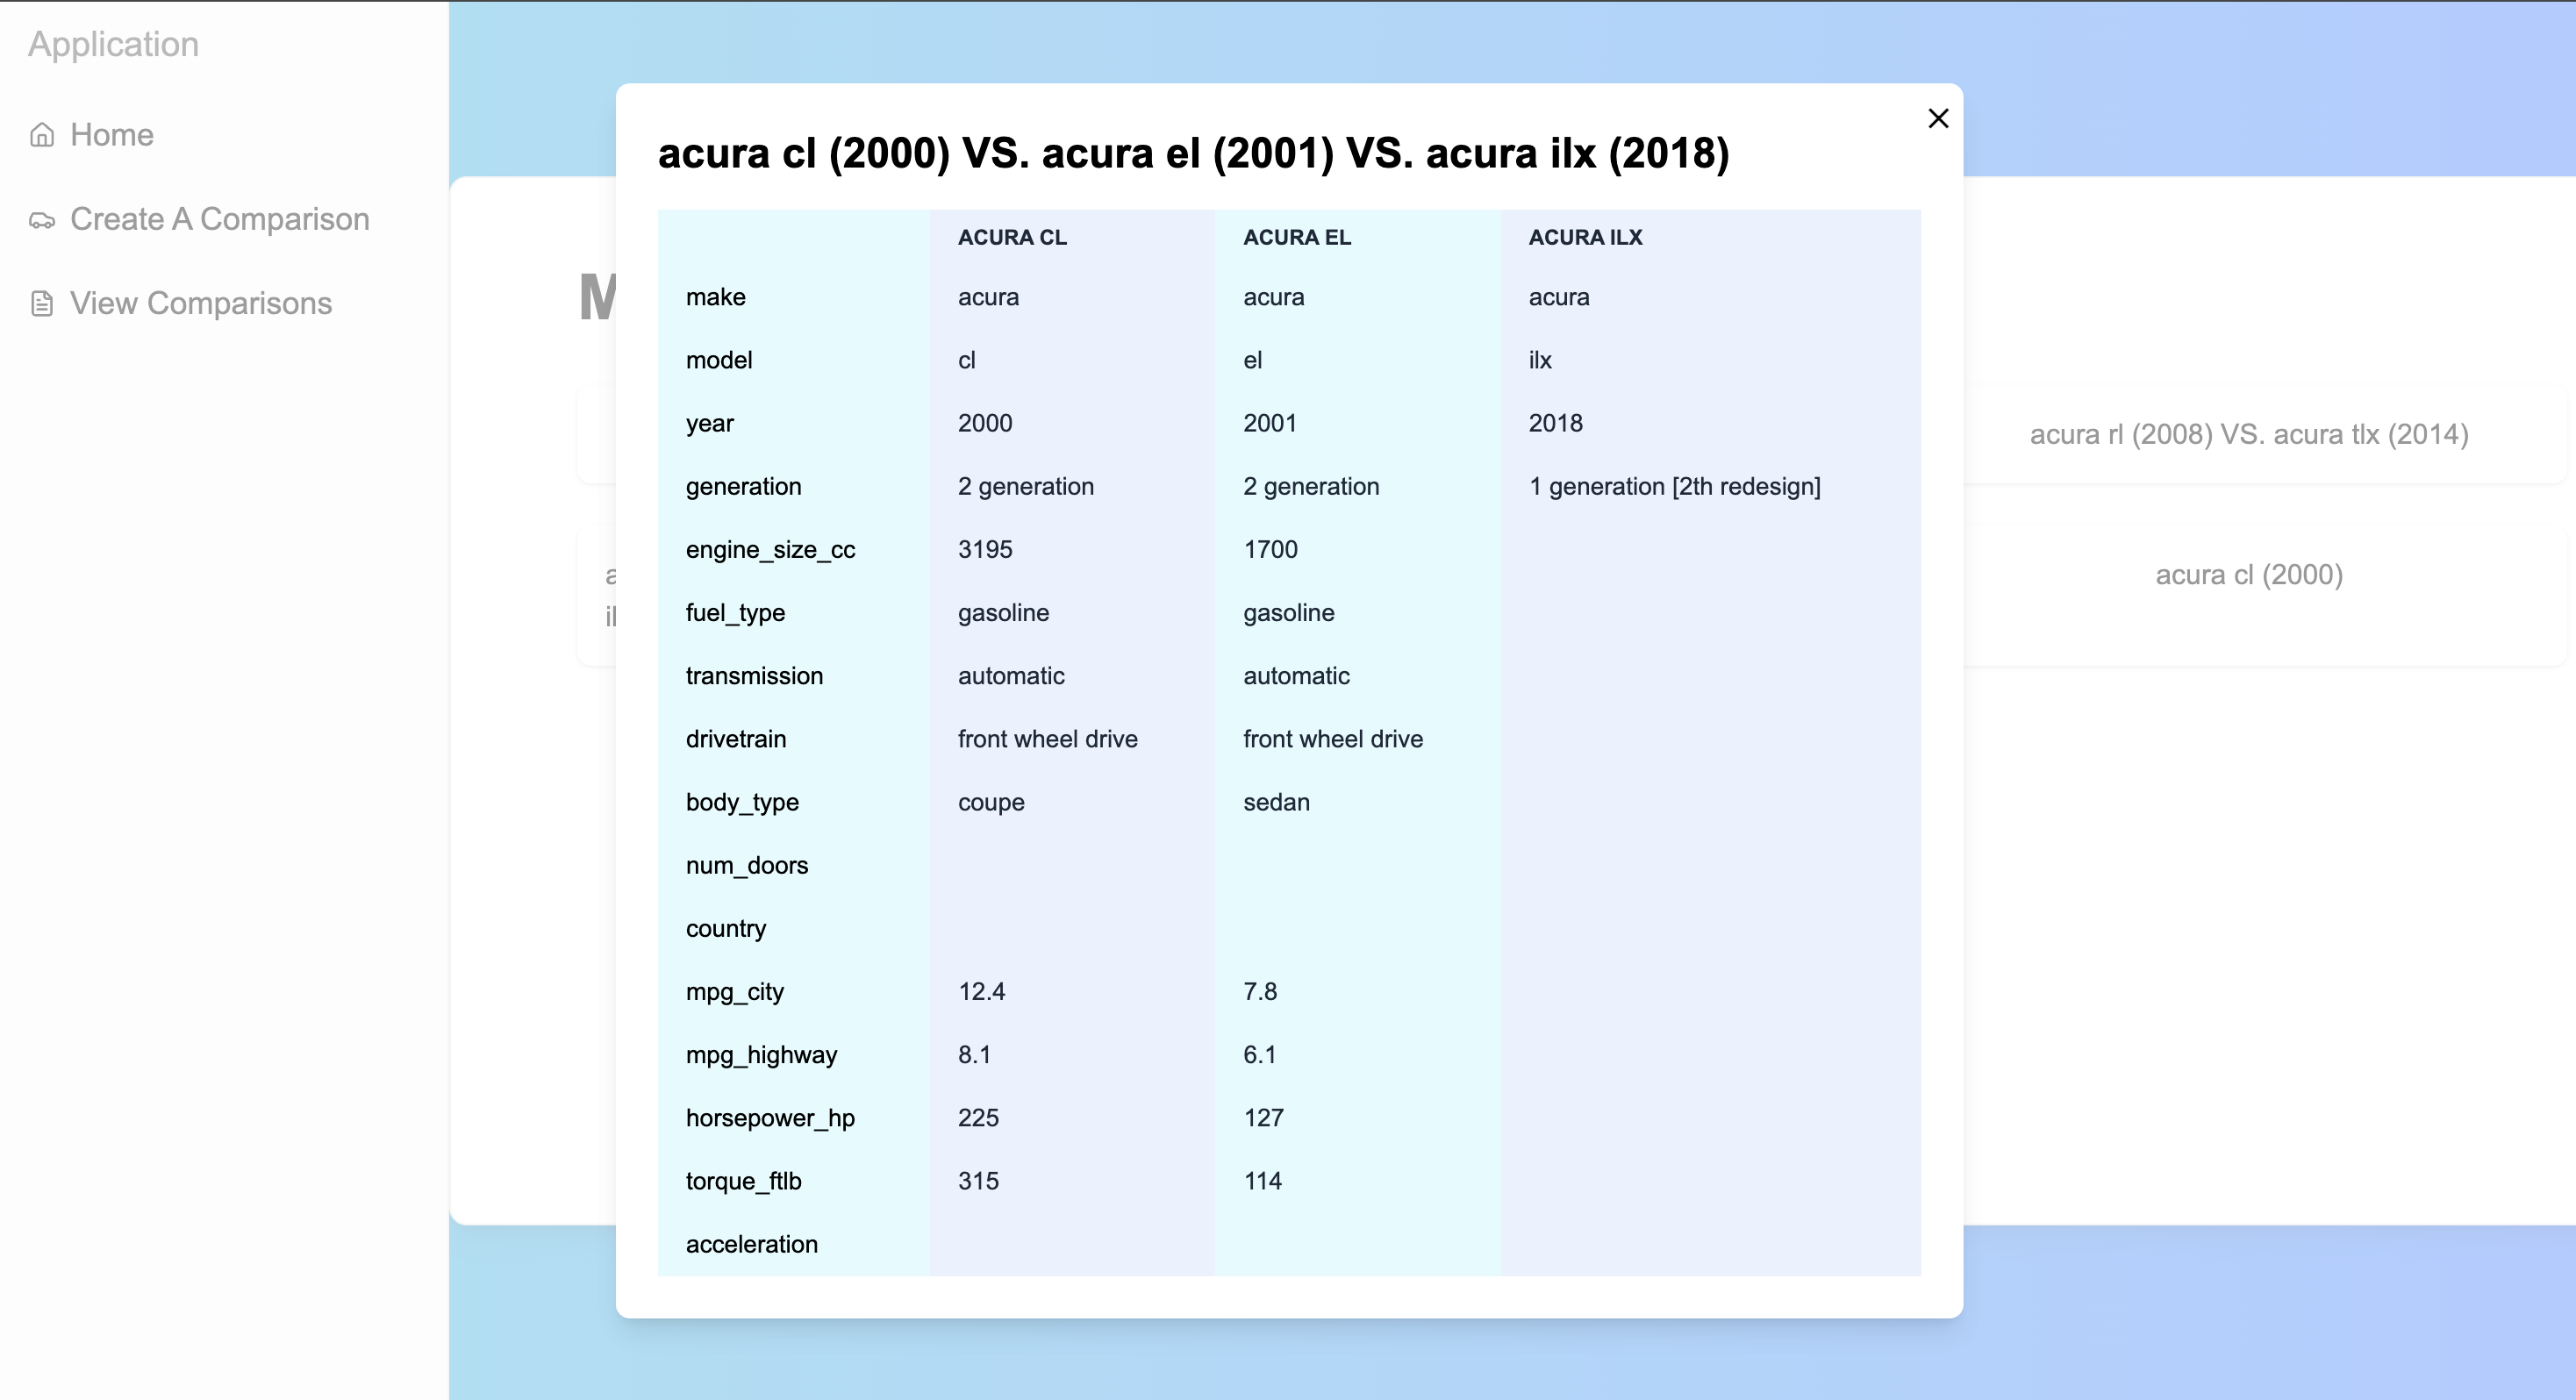 Application
Home
Create A Comparison
View Comparisons
acura cl (2000) VS. acura el (2001) VS. acura ilx (2018)
ACURA CL ACURA EL ACURA ILX
make acura acura acura
model cl el ilx
year 2000 2001 2018
generation 2 generation 2 generation 1 generation [2th redesign]
engine_size_cc 3195 1700
fuel_type gasoline gasoline
transmission automatic automatic
drivetrain front wheel drive front wheel drive
body_type coupe sedan
num_doors
country
mpg_city 12.4 7.8
mpg_highway 8.1 6.1
horsepower_hp 225 127
torque_ftlb 315 114
acceleration
acura rl (2008) VS. acura tlx (2014)
acura cl (2000)